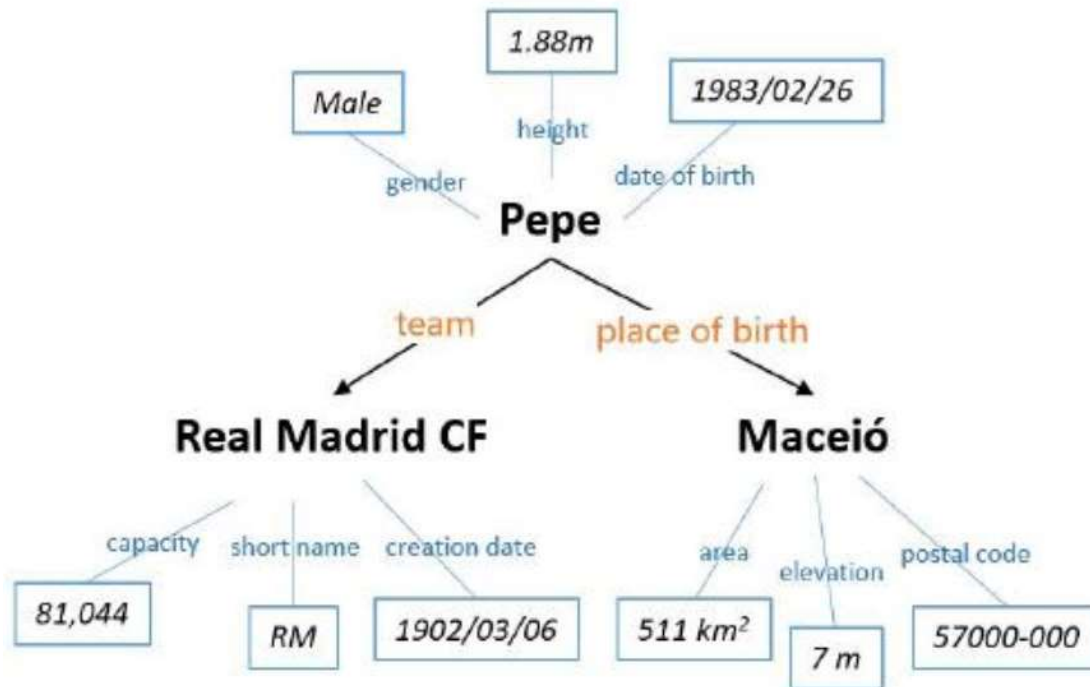 1.88m
Male
1983/02/26
height
gender
date of birth
Pepe
team
place of birth
Real Madrid CF
Maceió
capacity
short name
creation date
area
elevation
postal code
81,044
RM
1902/03/06
511 km²
7 m
57000-000